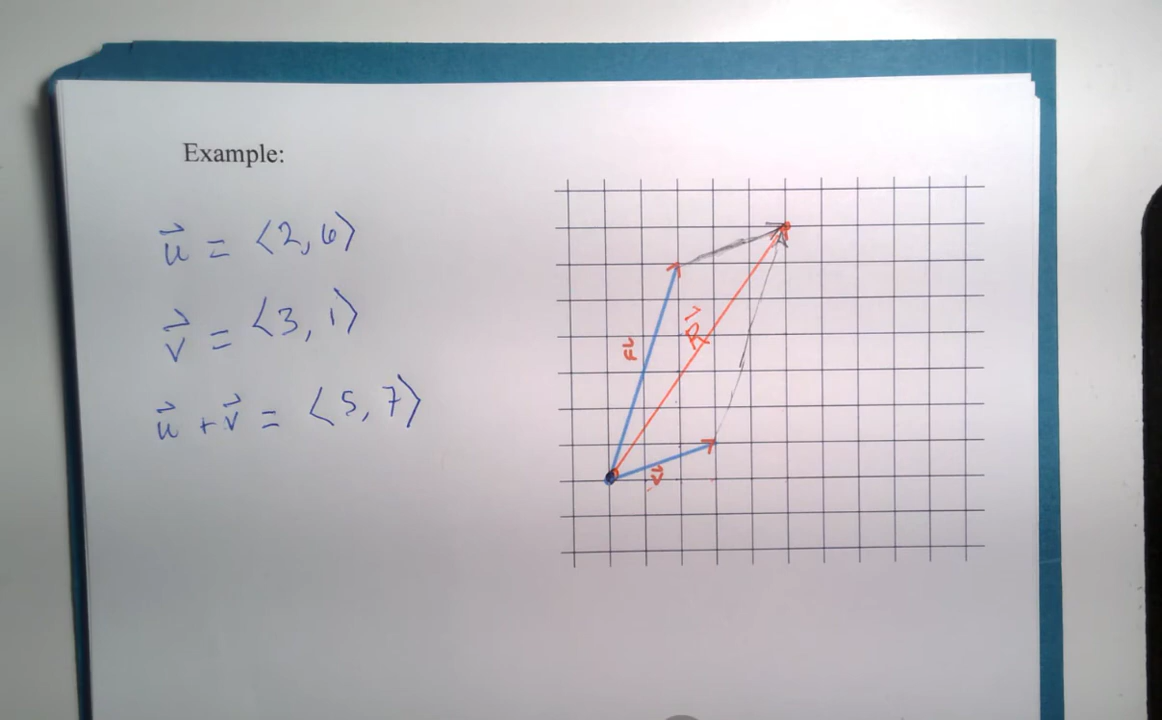 Example:
u⃗ = ⟨2, 6⟩
v⃗ = ⟨3, 1⟩
u⃗ + v⃗ = ⟨5, 7⟩
R⃗
u⃗
v⃗